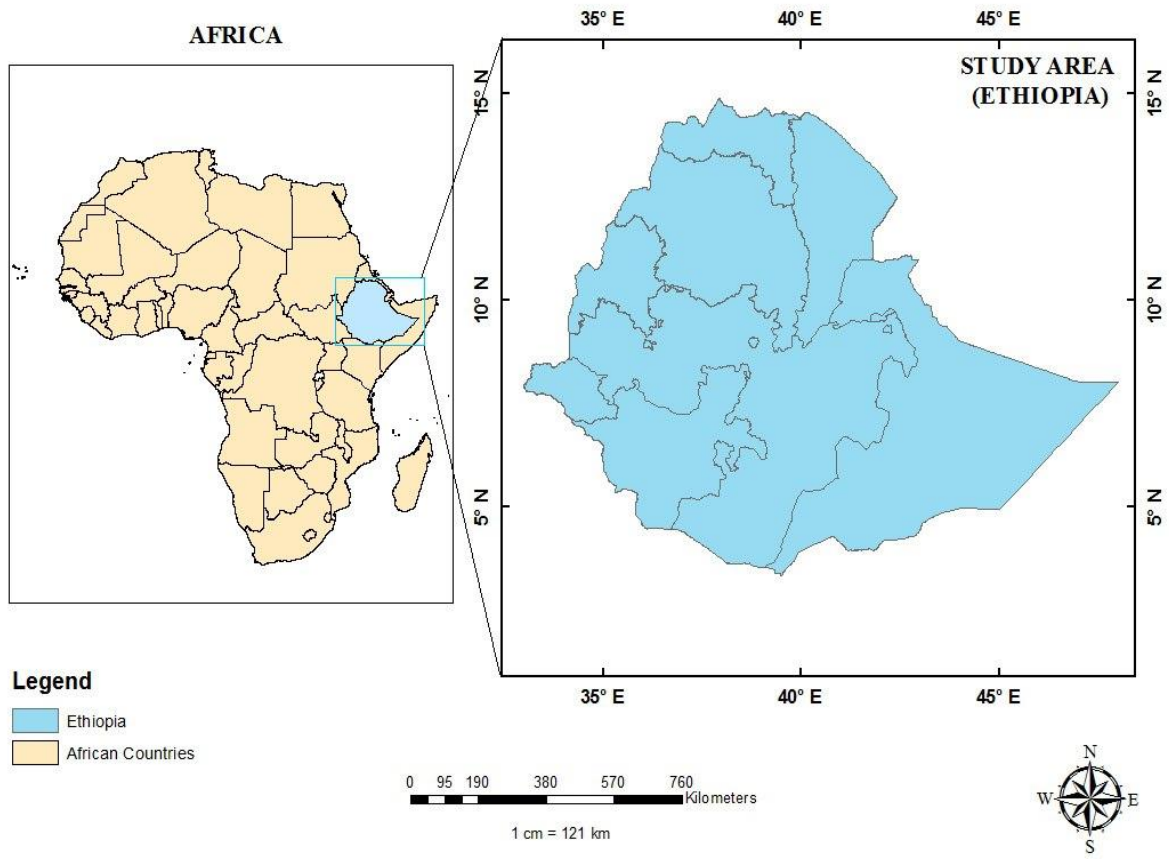 AFRICA
35° E 40° E 45° E
STUDY AREA
(ETHIOPIA)
15° N
15° N
10° N
10° N
5° N
5° N
35° E 40° E 45° E
Legend
Ethiopia
African Countries
0 95 190 380 570 760
Kilometers
1 cm = 121 km
N
W E
S